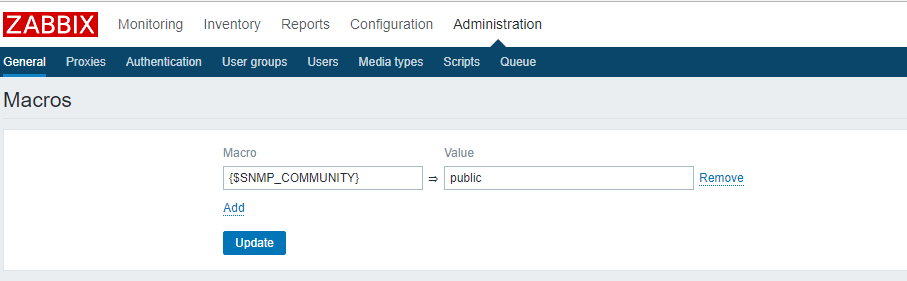 ZABBIX Monitoring Inventory Reports Configuration Administration
General Proxies Authentication User groups Users Media types Scripts Queue
Macros
Macro Value
{$SNMP_COMMUNITY} ⇒ public Remove
Add
Update